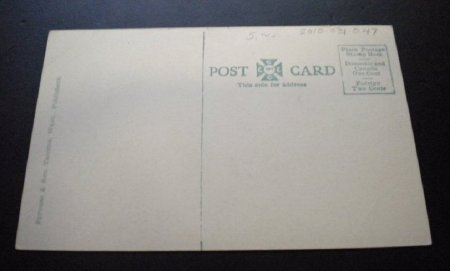 2010.031.047
POST CARD
This side for address
Place Postage
Stamp Here
Domestic and
Canada
One Cent
Foreign
Two Cents
& Son,